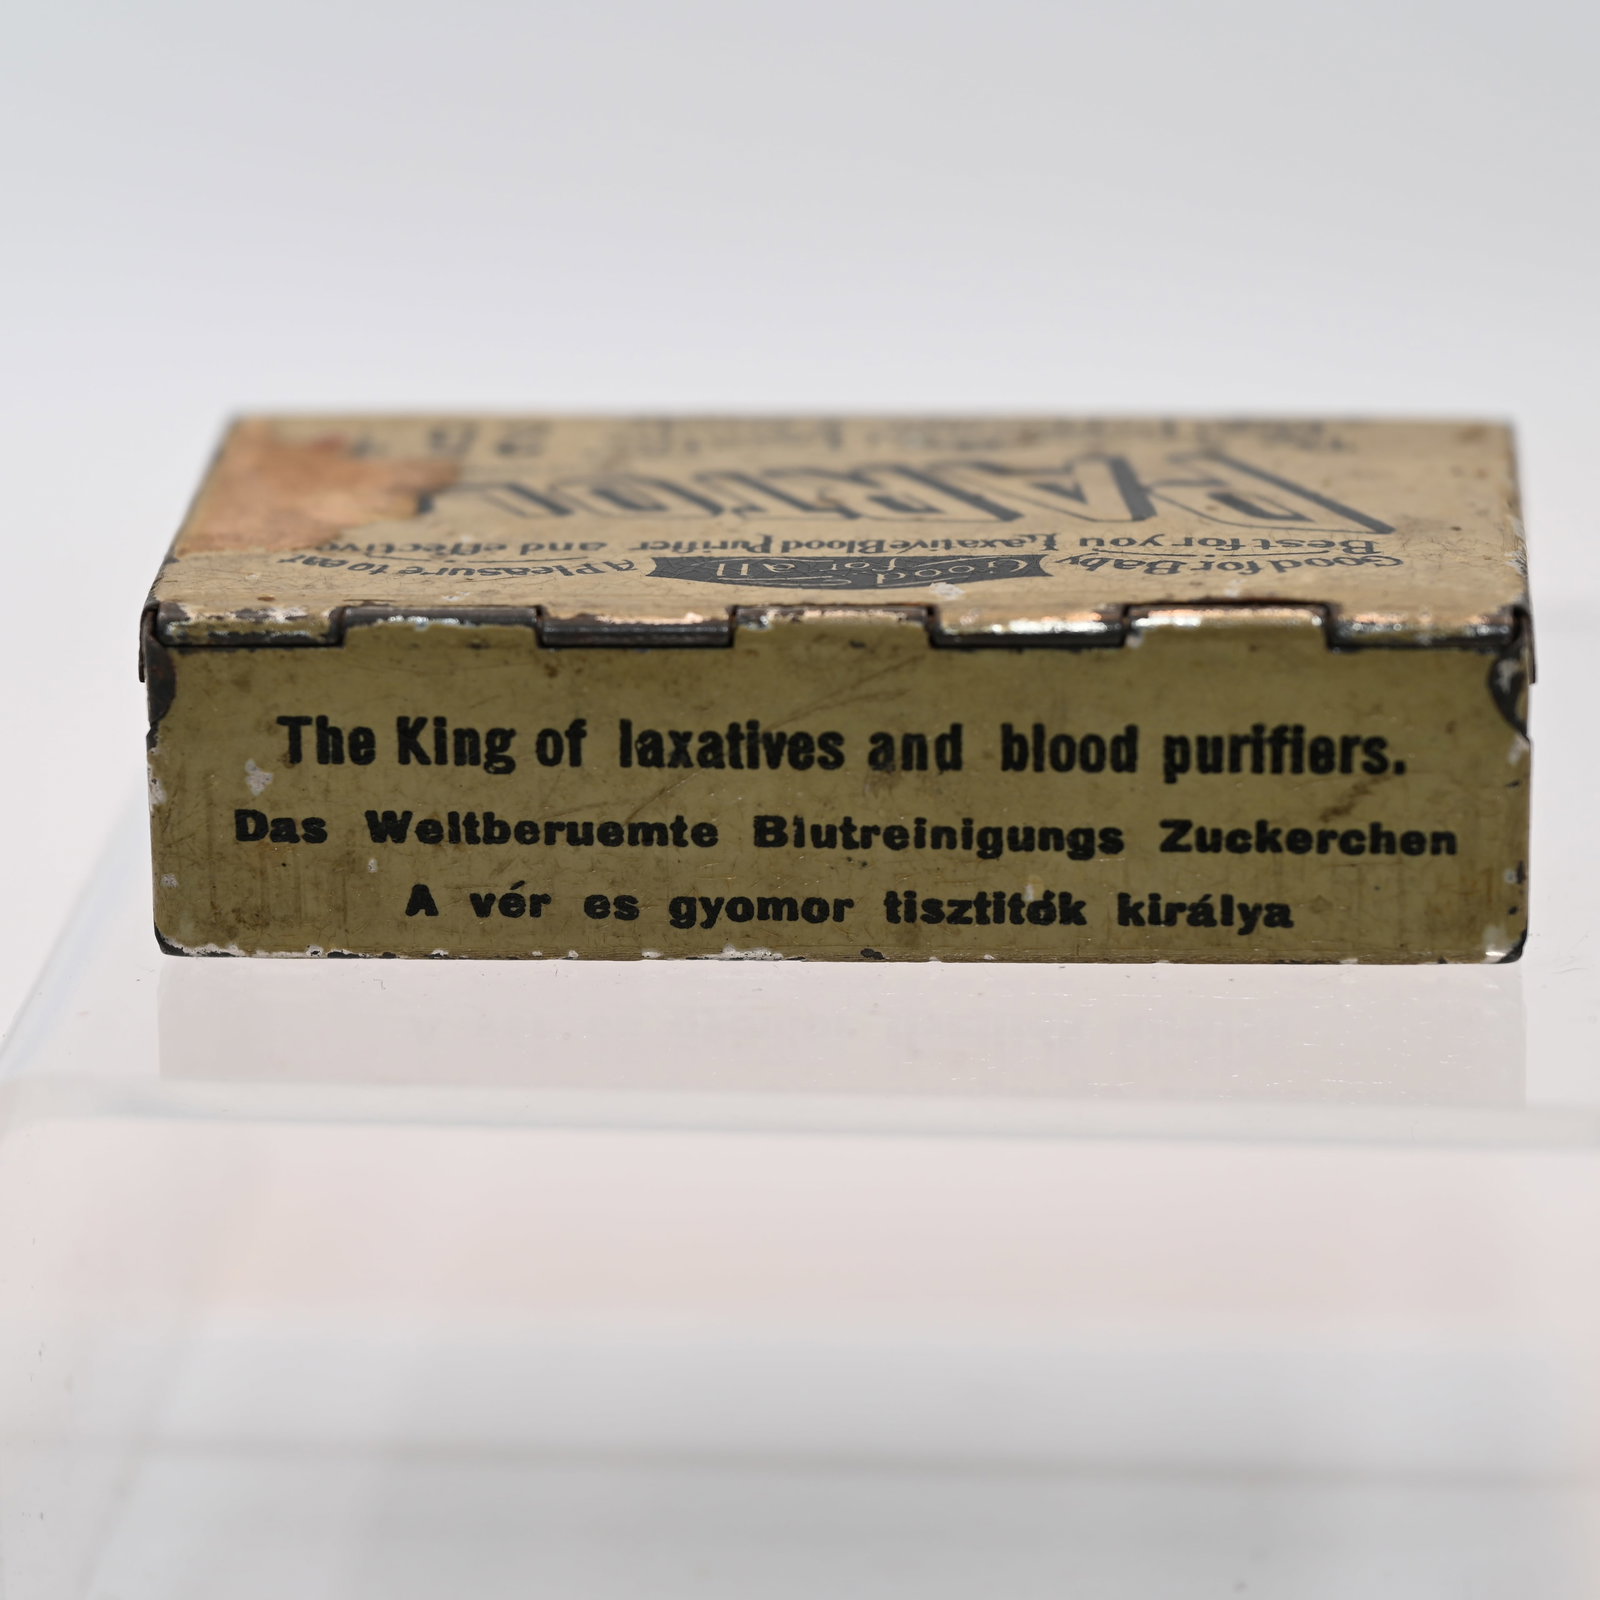 PARTOLA
Best for you Laxative Blood Purifier and effective
Good for Baby Good for all A Pleasure to eat
The King of laxatives and blood purifiers.
Das Weltberuemte Blutreinigungs Zuckerchen
A vér es gyomor tisztitók királya